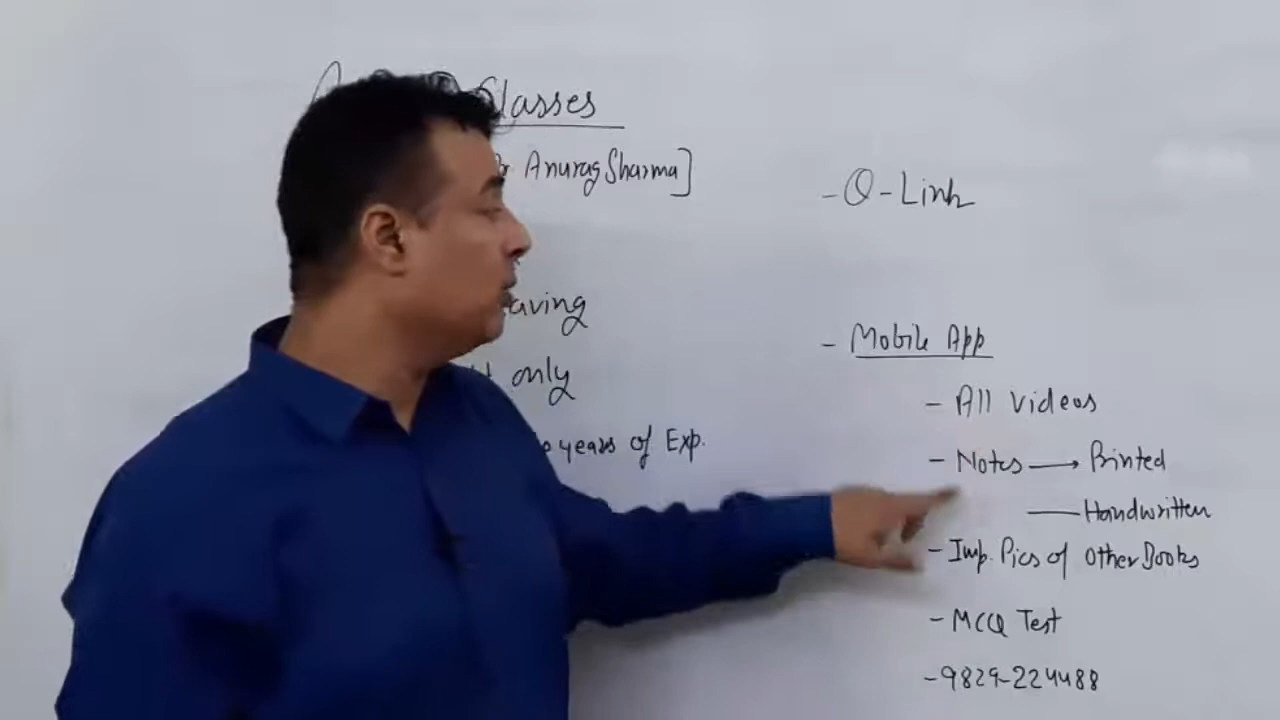 Classes
Anurag Sharma]
aving
only
years of Exp.
- Q-Link
- Mobile App
- All Videos
- Notes → Printed
— Handwritten
- Imp. Pics of Other Books
- MCQ Test
- 9829-224488